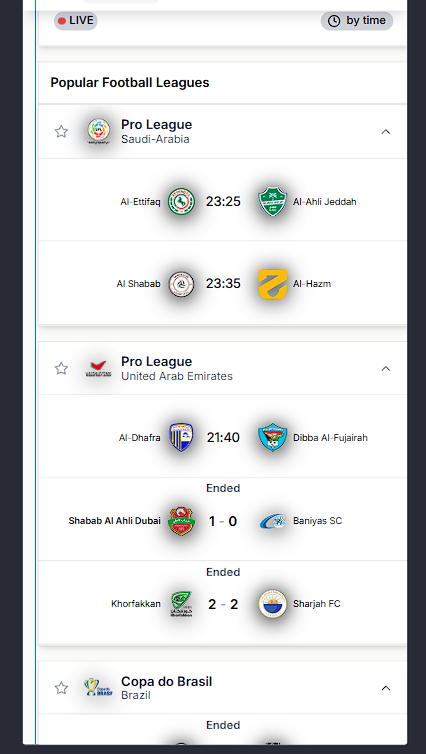 LIVE
by time
Popular Football Leagues
Pro League
Saudi-Arabia
Al-Ettifaq 23:25 Al-Ahli Jeddah
Al Shabab 23:35 Al-Hazm
Pro League
United Arab Emirates
Al-Dhafra 21:40 Dibba Al-Fujairah
Ended
Shabab Al Ahli Dubai 1 - 0 Baniyas SC
Ended
Khorfakkan 2 - 2 Sharjah FC
Copa do Brasil
Brazil
Ended